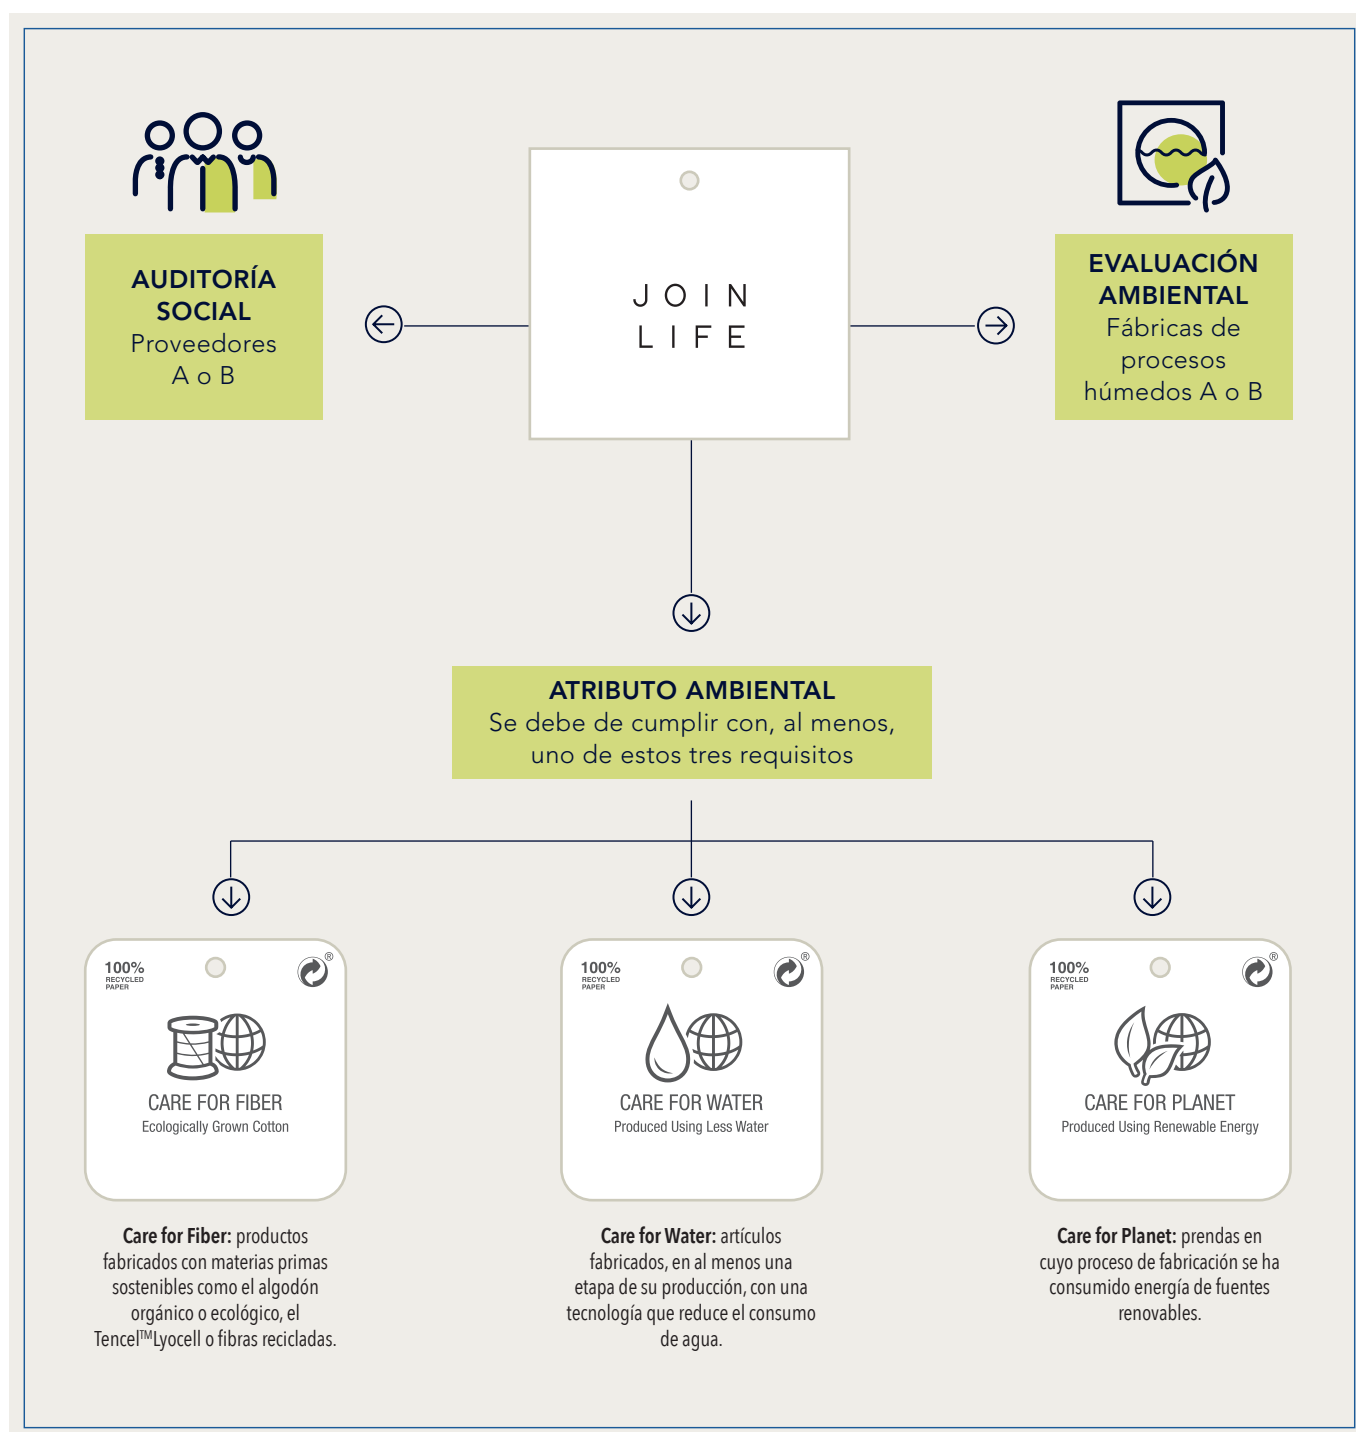 AUDITORÍA
SOCIAL
Proveedores
A o B
JOIN
LIFE
EVALUACIÓN
AMBIENTAL
Fábricas de
procesos
húmedos A o B
ATRIBUTO AMBIENTAL
Se debe de cumplir con, al menos,
uno de estos tres requisitos
100%
RECYCLED
PAPER
®
CARE FOR FIBER
Ecologically Grown Cotton
100%
RECYCLED
PAPER
®
CARE FOR WATER
Produced Using Less Water
100%
RECYCLED
PAPER
®
CARE FOR PLANET
Produced Using Renewable Energy
Care for Fiber: productos
fabricados con materias primas
sostenibles como el algodón
orgánico o ecológico, el
Tencel™Lyocell o fibras recicladas.
Care for Water: artículos
fabricados, en al menos una
etapa de su producción, con una
tecnología que reduce el consumo
de agua.
Care for Planet: prendas en
cuyo proceso de fabricación se ha
consumido energía de fuentes
renovables.